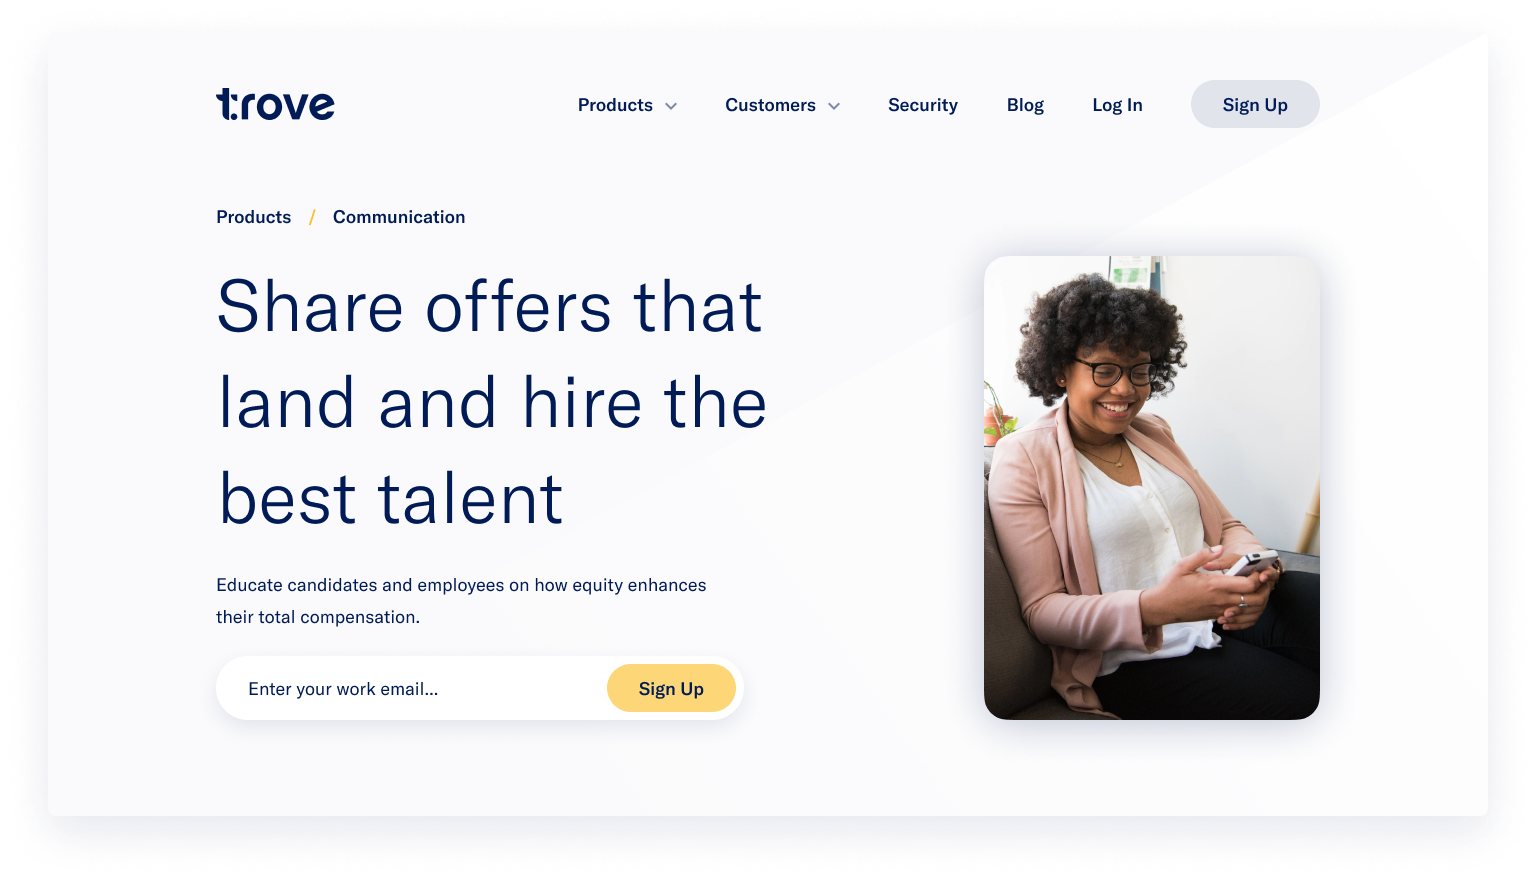 trove
Products Customers Security Blog Log In Sign Up
Products / Communication
Share offers that
land and hire the
best talent
Educate candidates and employees on how equity enhances
their total compensation.
Enter your work email... Sign Up